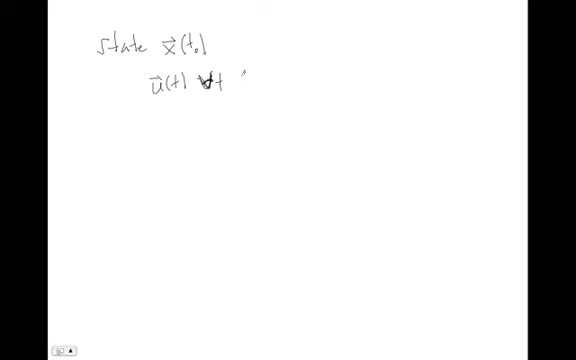 state x⃗(t₀)
u⃗(t) ∀t